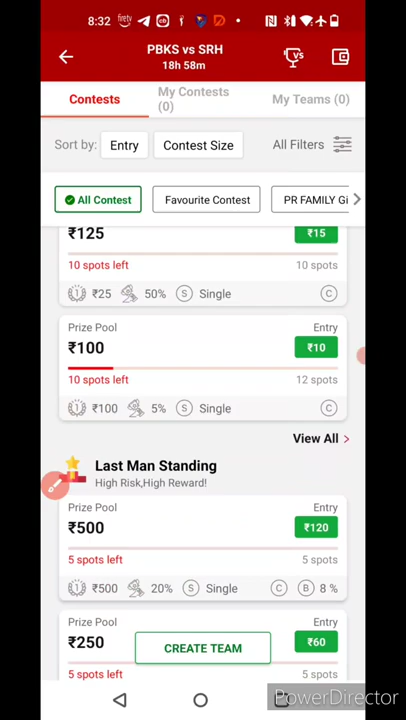 8:32
PBKS vs SRH
18h 58m
Contests
My Contests (0)
My Teams (0)
Sort by:
Entry
Contest Size
All Filters
All Contest
Favourite Contest
PR FAMILY Gi
₹125
₹15
10 spots left
10 spots
₹25
50%
S
Single
C
Prize Pool
Entry
₹100
₹10
10 spots left
12 spots
₹100
5%
S
Single
C
View All
Last Man Standing
High Risk,High Reward!
Prize Pool
Entry
₹500
₹120
5 spots left
5 spots
₹500
20%
S
Single
C
B 8 %
Prize Pool
Entry
₹250
₹60
CREATE TEAM
5 spots left
5 spots
PowerDirector